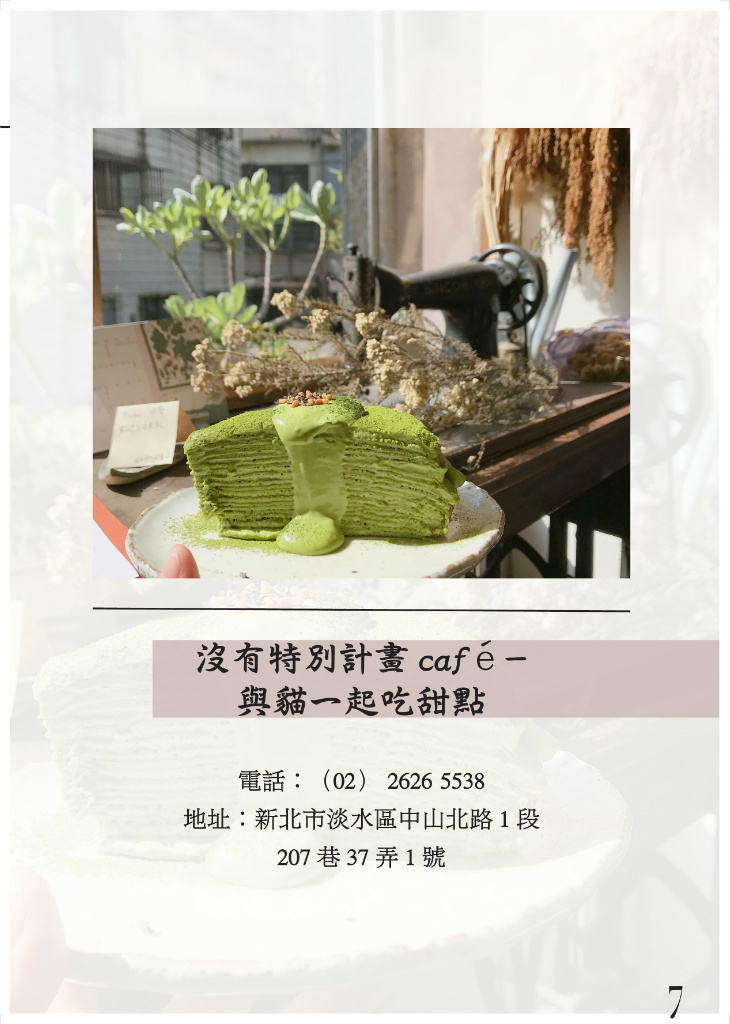 沒有特別計畫 café－
與貓一起吃甜點
電話：（02） 2626 5538
地址：新北市淡水區中山北路 1 段
207 巷 37 弄 1 號
7